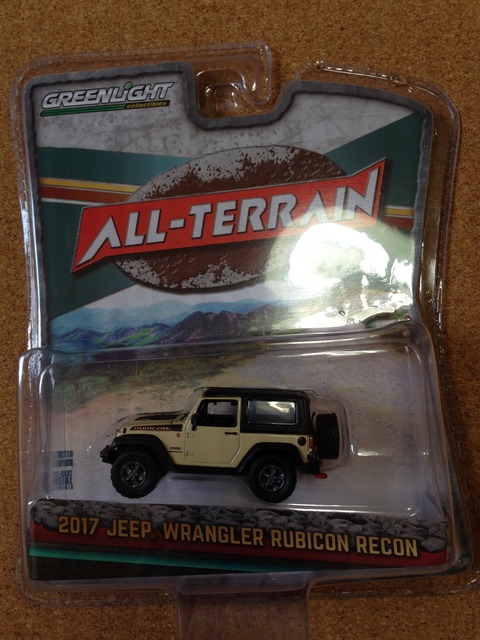 GREENLIGHT
collectibles
ALL-TERRAIN
RUBICON
2017 JEEP® WRANGLER RUBICON RECON